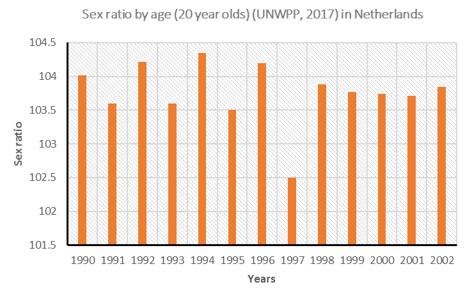 Sex ratio by age (20 year olds) (UNWPP, 2017) in Netherlands
104.5
104
103.5
103
102.5
102
101.5
Sex ratio
1990 1991 1992 1993 1994 1995 1996 1997 1998 1999 2000 2001 2002
Years